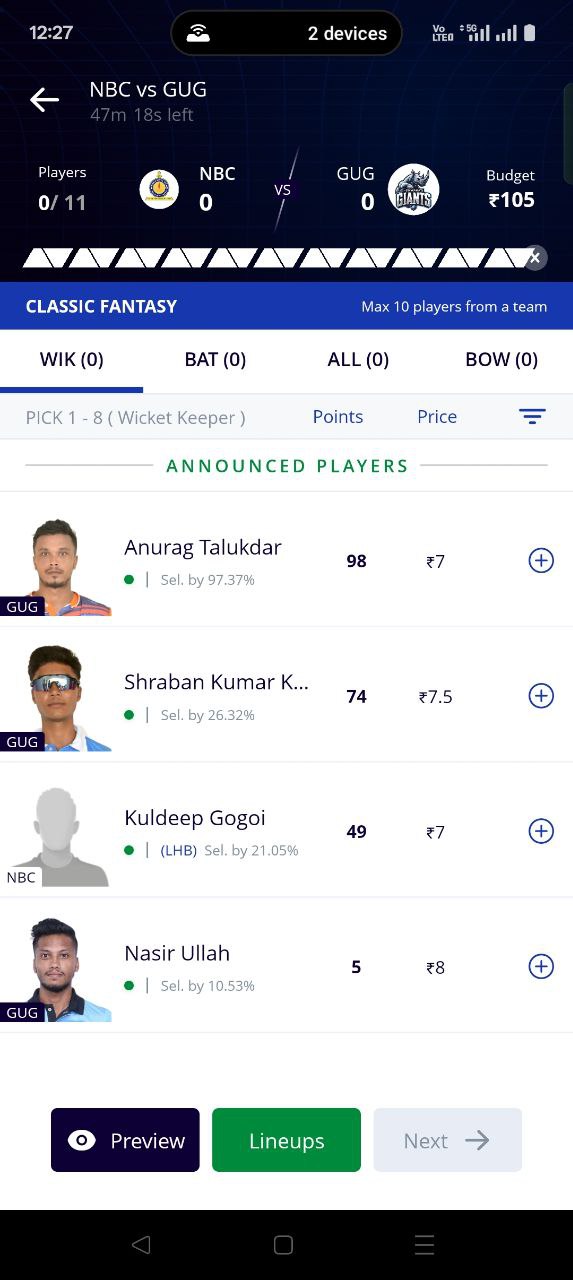 12:27
2 devices
Vo LTED 5G
NBC vs GUG
47m 18s left
Players
0/ 11
NBC
0
VS
GUG
0
GIANTS
Budget
₹105
CLASSIC FANTASY
Max 10 players from a team
WIK (0) BAT (0) ALL (0) BOW (0)
PICK 1 - 8 ( Wicket Keeper ) Points Price
ANNOUNCED PLAYERS
Anurag Talukdar
98 ₹7
Sel. by 97.37%
GUG
Shraban Kumar K...
74 ₹7.5
Sel. by 26.32%
GUG
Kuldeep Gogoi
49 ₹7
(LHB) Sel. by 21.05%
NBC
Nasir Ullah
5 ₹8
Sel. by 10.53%
GUG
Preview Lineups Next